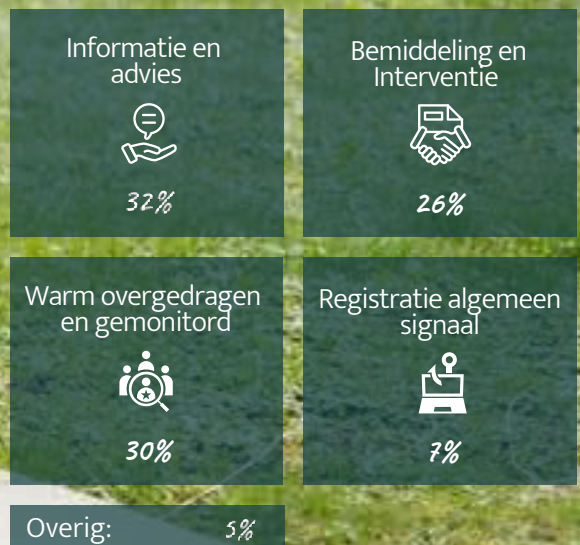 Informatie en
advies
32%
Bemiddeling en
Interventie
26%
Warm overgedragen
en gemonitord
30%
Registratie algemeen
signaal
7%
Overig: 5%